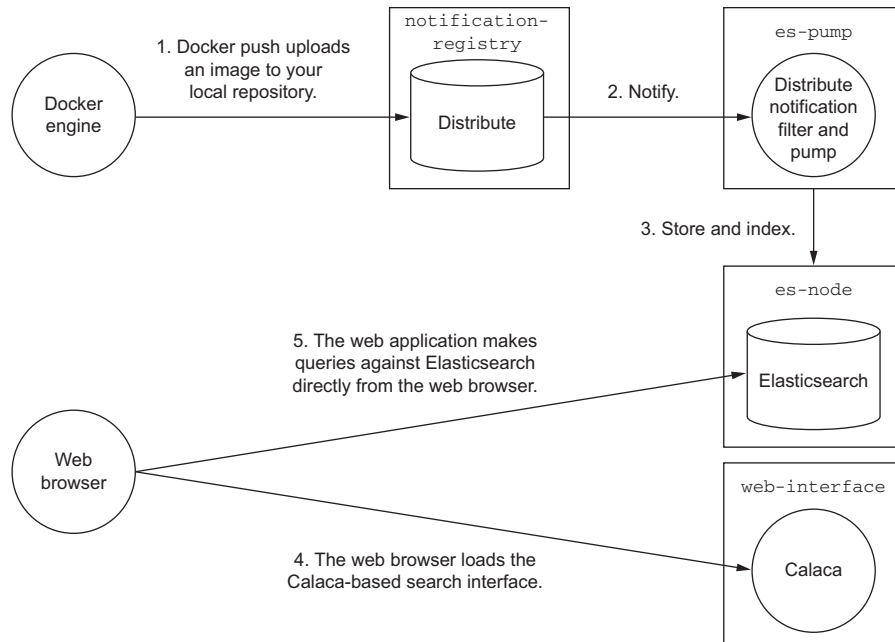 notification-
registry
es-pump
1. Docker push uploads
an image to your
local repository.
Docker
engine
Distribute
2. Notify.
Distribute
notification
filter and
pump
3. Store and index.
es-node
5. The web application makes
queries against Elasticsearch
directly from the web browser.
Elasticsearch
Web
browser
web-interface
4. The web browser loads the
Calaca-based search interface.
Calaca